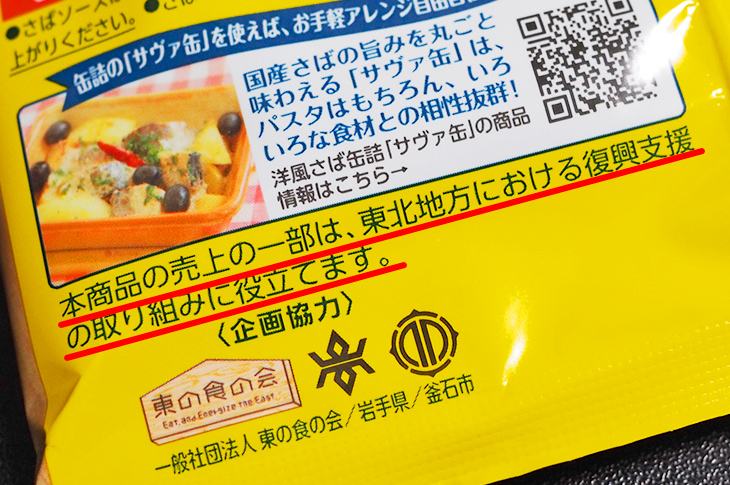 ●さばソース
上がりください。
缶詰の「サヴァ缶」を使えば、お手軽アレンジ自由自
国産さばの旨みを丸ごと
味わえる「サヴァ缶」は、
パスタはもちろん、いろ
いろな食材との相性抜群!
洋風さば缶詰「サヴァ缶」の商品
情報はこちら→
本商品の売上の一部は、東北地方における復興支援
の取り組みに役立てます。
〈企画協力〉
東の食の会
Eat, and Energize the East.
一般社団法人 東の食の会/岩手県/釜石市